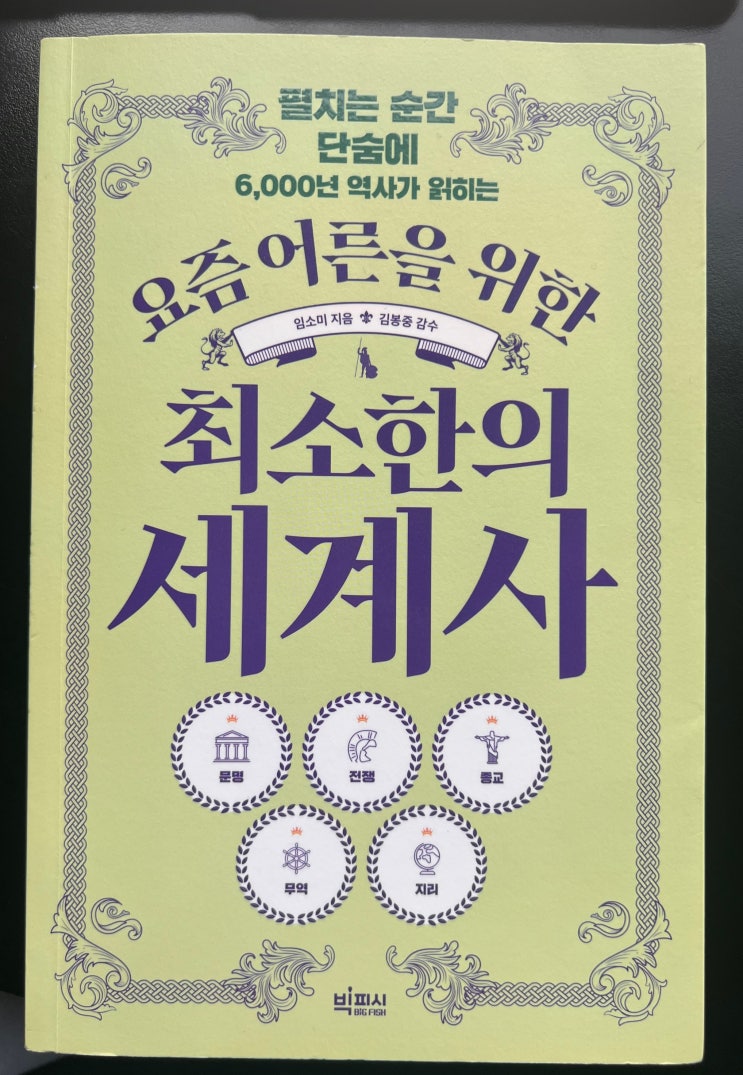 펼치는 순간
단숨에
6,000년 역사가 읽히는
요즘 어른을 위한
임소미 지음 김봉중 감수
최소한의
세계사
문명
전쟁
종교
무역
지리
빅피시
BIG FISH